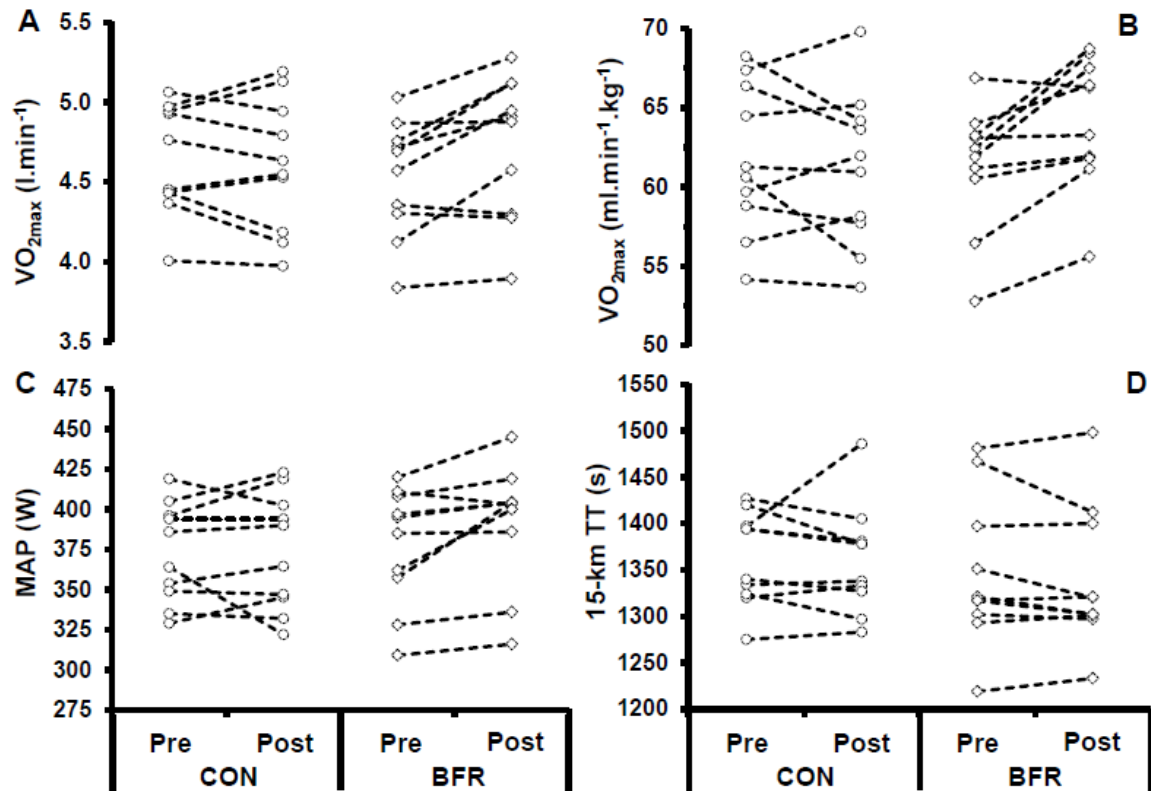 A
VO2max (l.min-1)
5.5
5.0
4.5
4.0
3.5
B
VO2max (ml.min-1.kg-1)
70
65
60
55
50
C
MAP (W)
475
450
425
400
375
350
325
300
275
Pre Post Pre Post
CON BFR
D
15-km TT (s)
1550
1500
1450
1400
1350
1300
1250
1200
Pre Post Pre Post
CON BFR